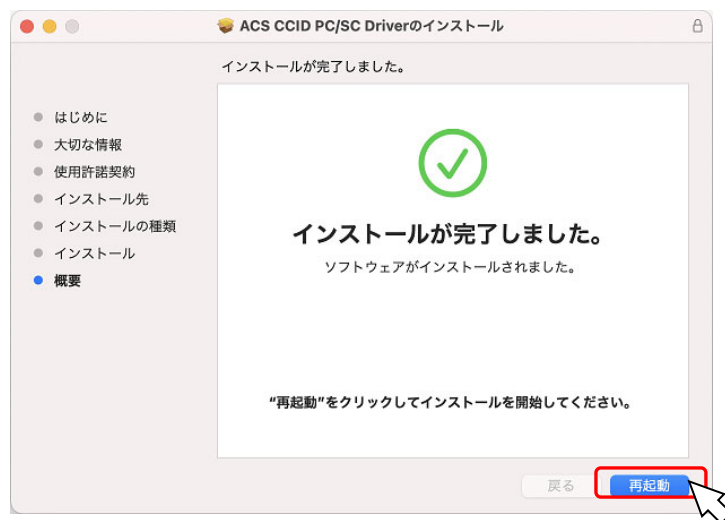 ACS CCID PC/SC Driverのインストール
インストールが完了しました。
はじめに
大切な情報
使用許諾契約
インストール先
インストールの種類
インストール
概要
インストールが完了しました。
ソフトウェアがインストールされました。
“再起動”をクリックしてインストールを開始してください。
戻る
再起動